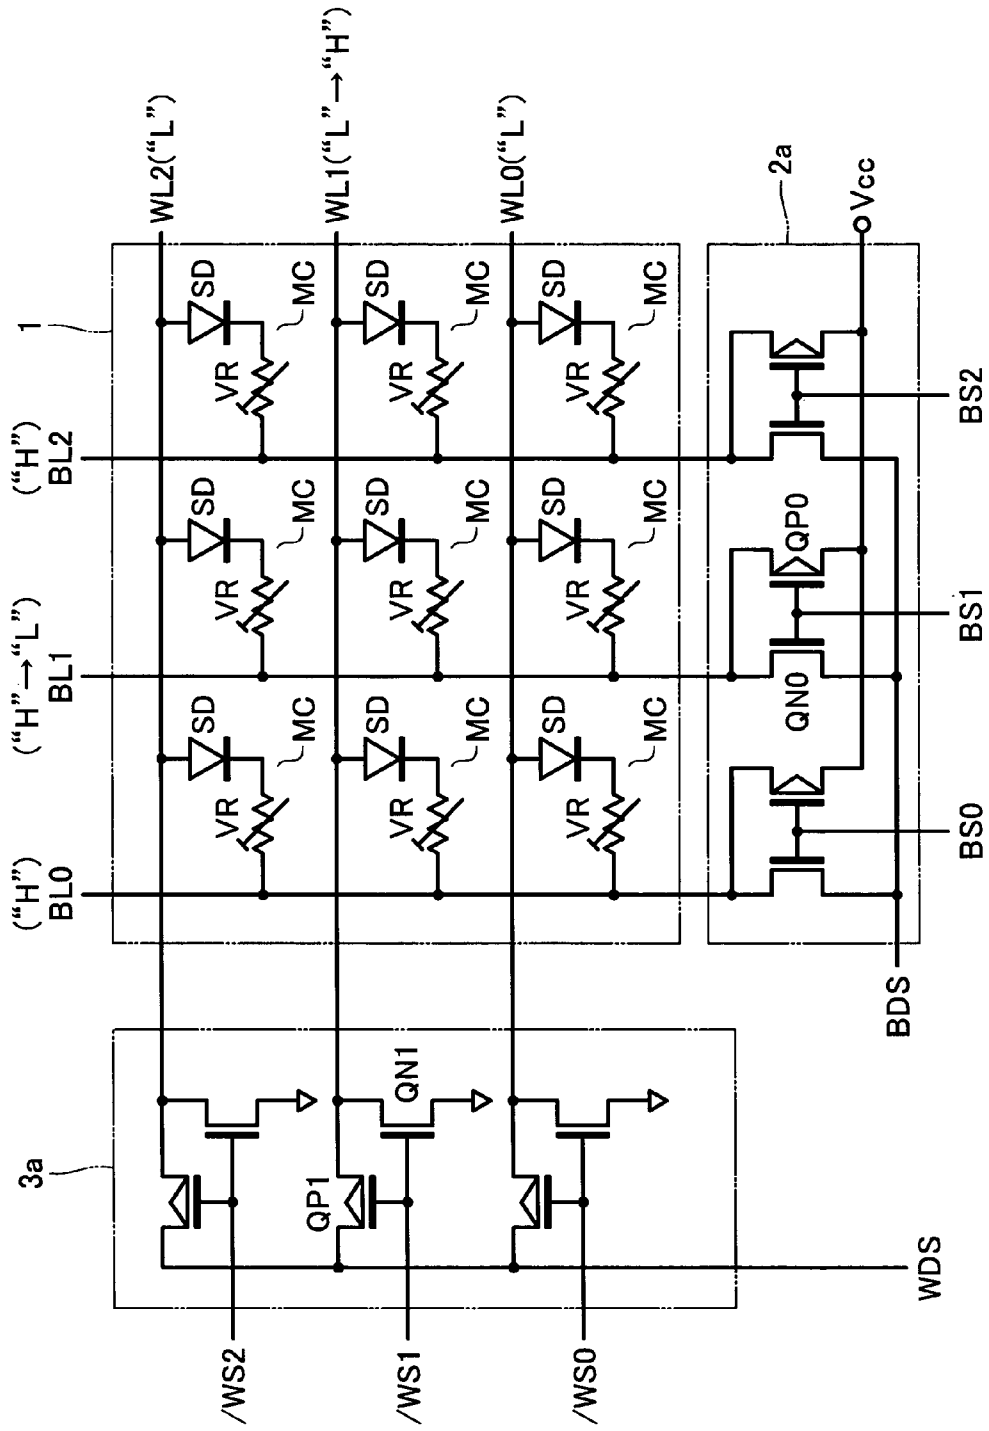 3a
("H")
("H"→"L")
("H")
1
BL0
BL1
BL2
WL2("L")
SD
SD
SD
/WS2
VR
VR
VR
MC
MC
MC
QP1
WL1("L"→"H")
SD
SD
SD
/WS1
QN1
VR
VR
VR
MC
MC
MC
WL0("L")
SD
SD
SD
/WS0
VR
VR
VR
MC
MC
MC
2a
QN0
QP0
Vcc
BDS
WDS
BS0
BS1
BS2